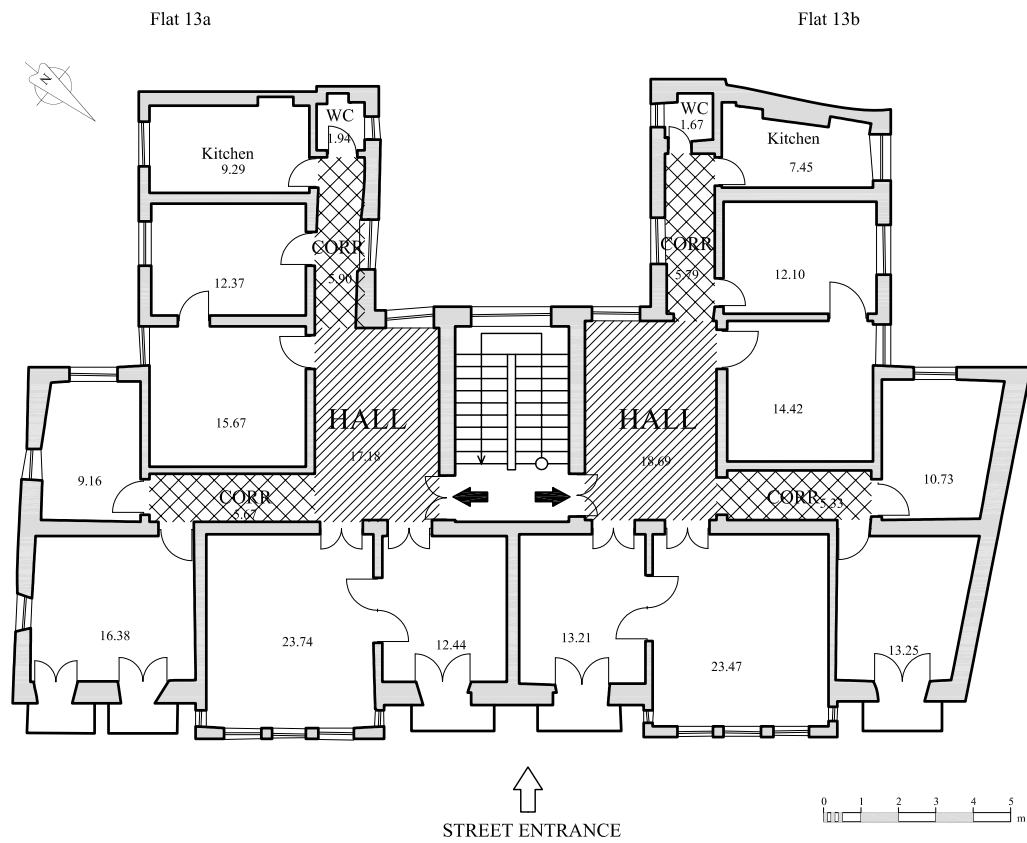 Flat 13a
Flat 13b
N
WC
1.94
WC
1.67
Kitchen
9.29
Kitchen
7.45
CORR
5.90
CORR
5.79
12.37
12.10
15.67
HALL
17.18
HALL
18.69
14.42
9.16
CORR
5.67
CORR
5.33
10.73
16.38
23.74
12.44
13.21
23.47
13.25
STREET ENTRANCE
0 1 2 3 4 5
m